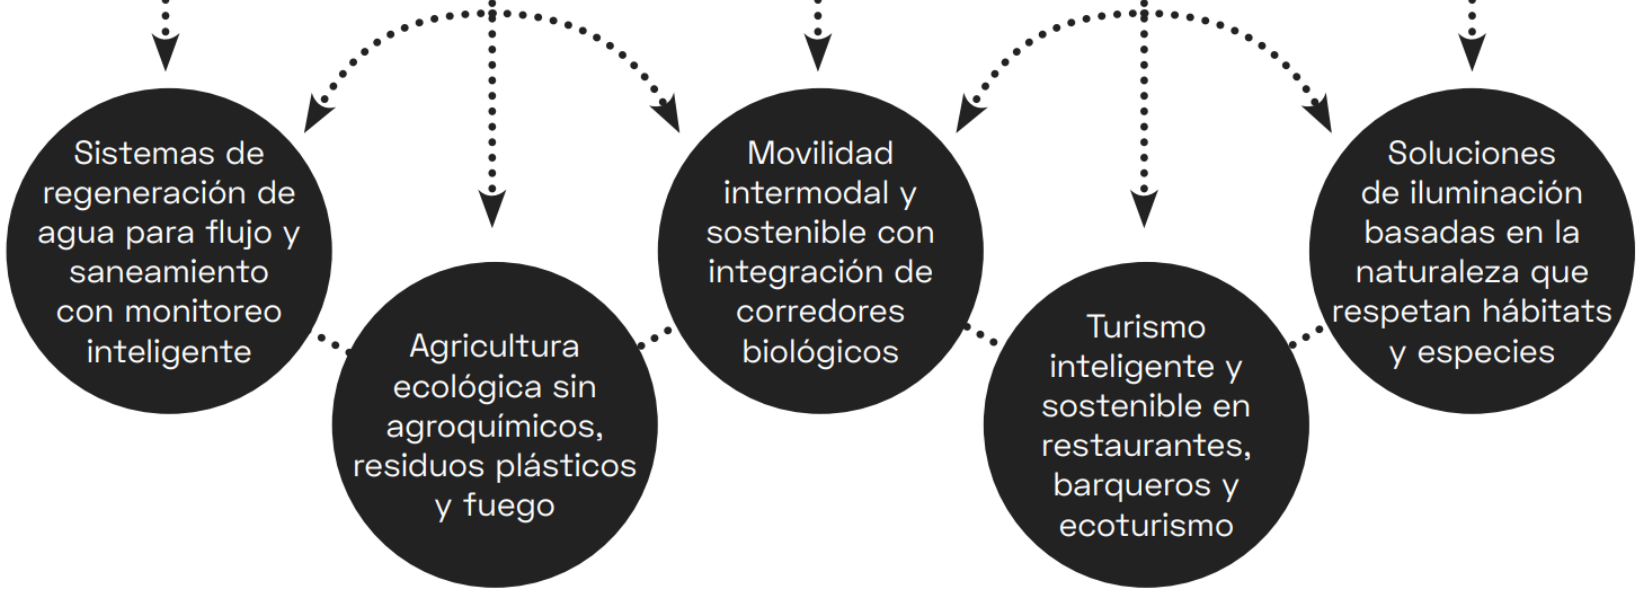 Sistemas de
regeneración de
agua para flujo y
saneamiento
con monitoreo
inteligente
Agricultura
ecológica sin
agroquímicos,
residuos plásticos
y fuego
Movilidad
intermodal y
sostenible con
integración de
corredores
biológicos
Turismo
inteligente y
sostenible en
restaurantes,
barqueros y
ecoturismo
Soluciones
de iluminación
basadas en la
naturaleza que
respetan hábitats
y especies